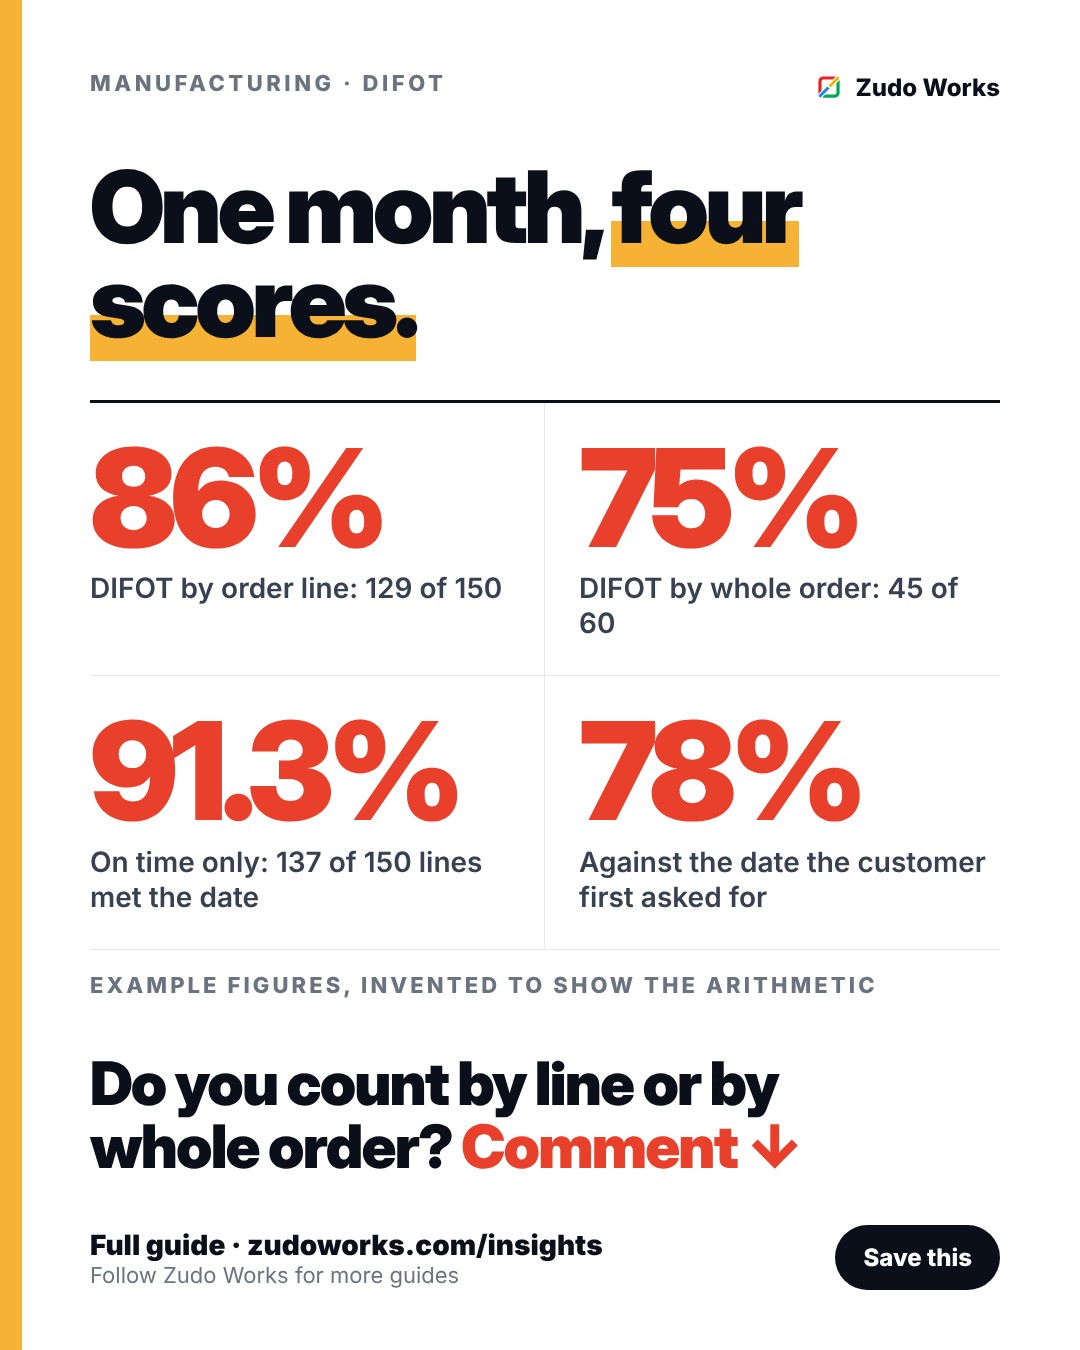 MANUFACTURING · DIFOT
Zudo Works
One month, four
scores.
86%
DIFOT by order line: 129 of 150
75%
DIFOT by whole order: 45 of
60
91.3%
On time only: 137 of 150 lines
met the date
78%
Against the date the customer
first asked for
EXAMPLE FIGURES, INVENTED TO SHOW THE ARITHMETIC
Do you count by line or by
whole order? Comment ↓
Full guide · zudoworks.com/insights
Follow Zudo Works for more guides
Save this